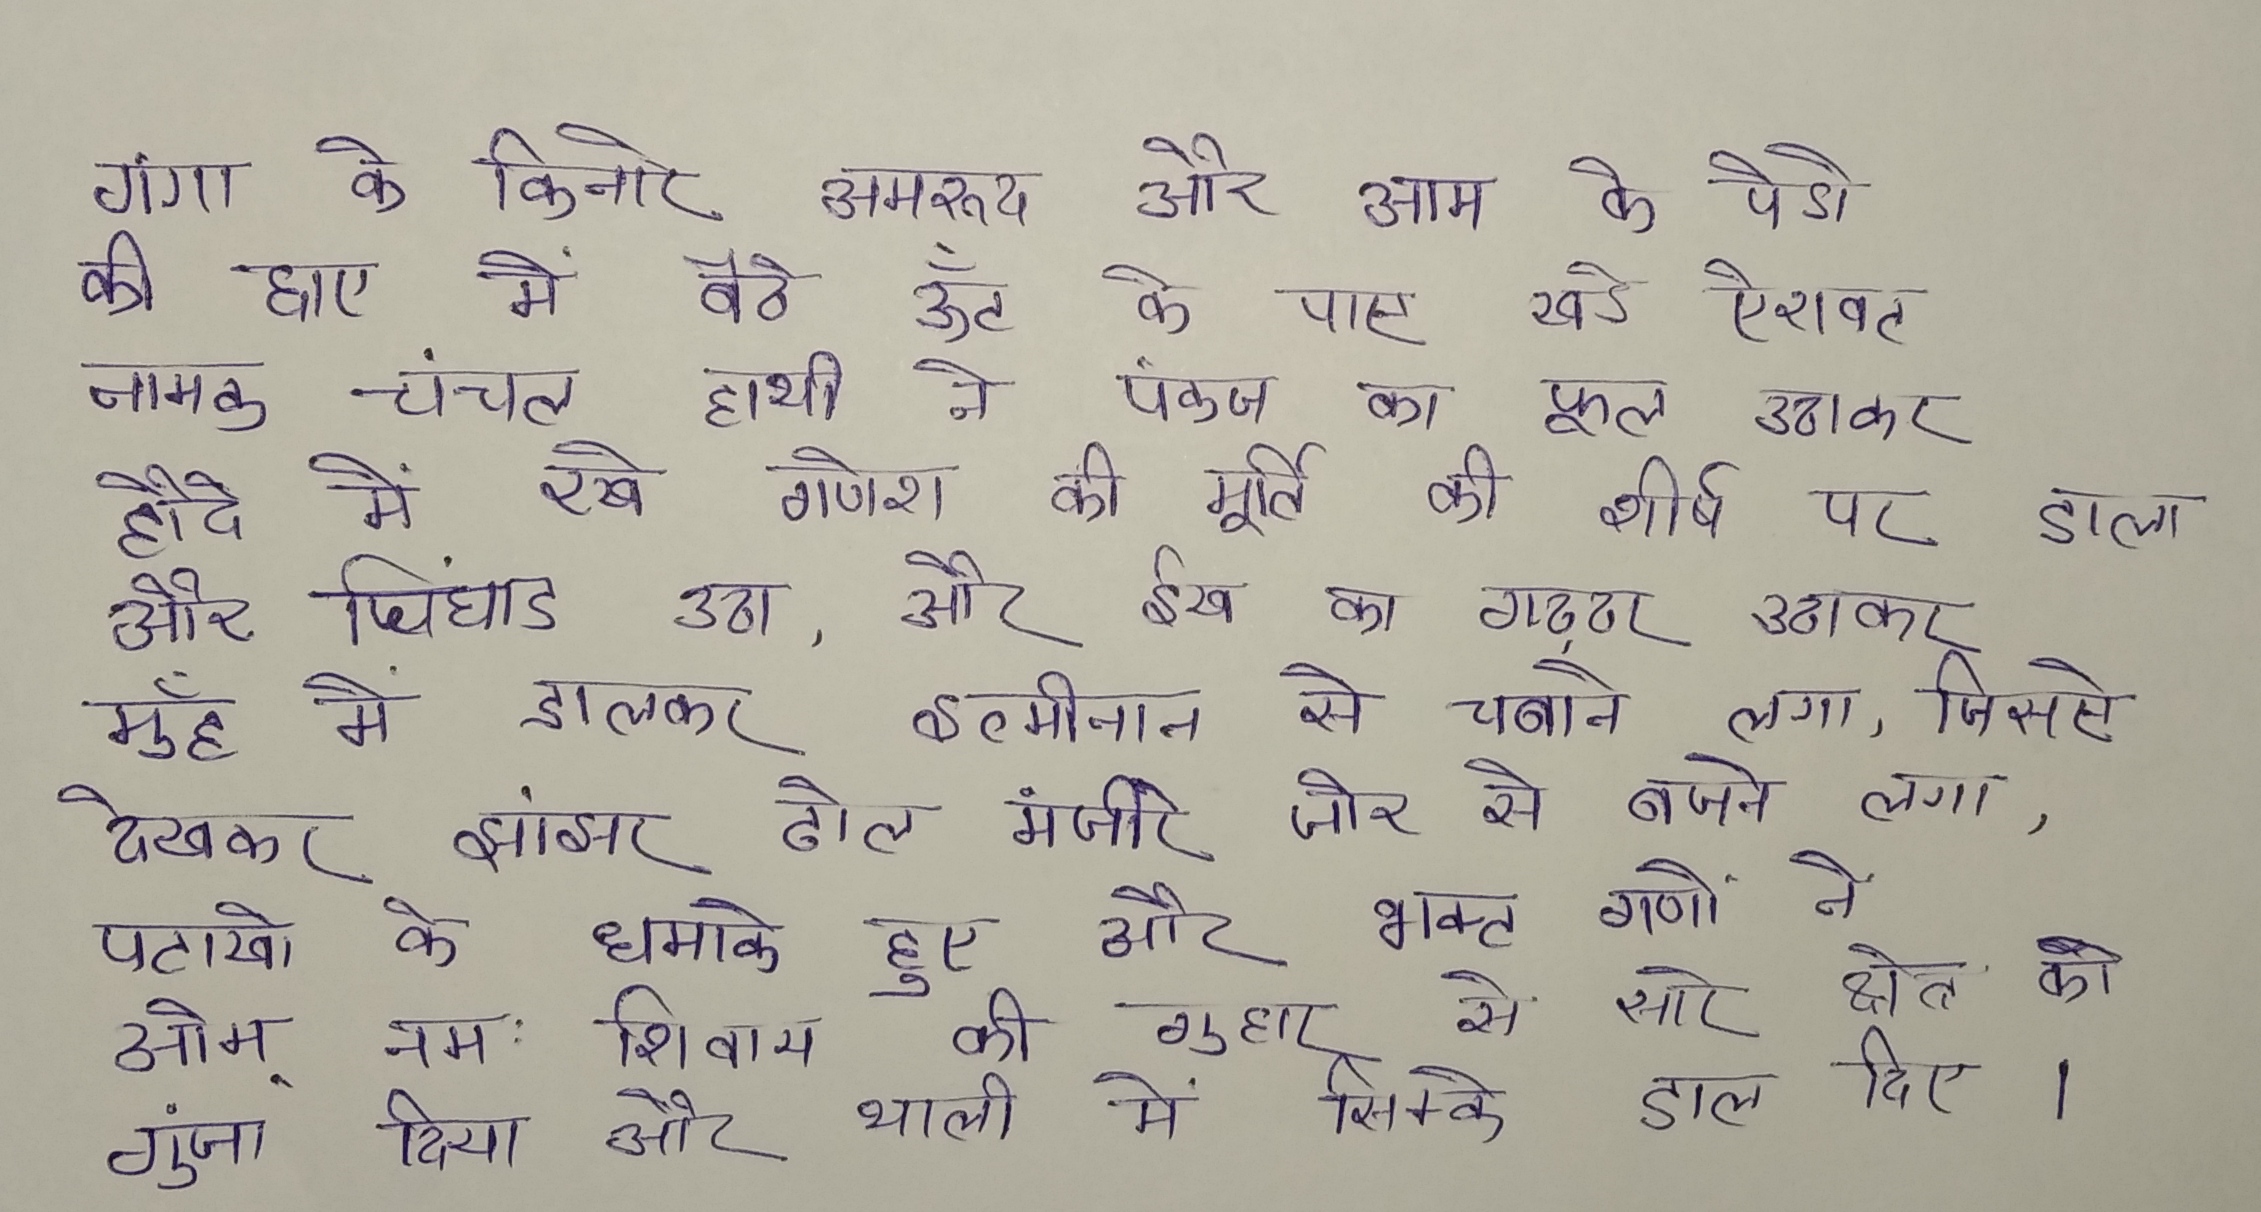 गंगा के किनारे अमरूद और आम के पेडो
की छाए में बैठे ऊँट के पास खडे ऐरावत
नामक चंचल हाथी ने पंकज का फूल उठाकर
हौदे में रखे गणेश की मूर्ति की शीर्ष पर डाला
और चिंघाड उठा, और ईख का गट्ठर उठाकर
मुँह में डालकर इत्मीनान से चबाने लगा, जिससे
देखकर झांझर ढोल मंजीरे जोर से बजने लगा,
पटाखो के धमाके हुए और भक्त गणों ने
ओम् नमः शिवाय की गुहार से सारे क्षेत्र को
गुंजा दिया और थाली में सिक्के डाल दिए ।